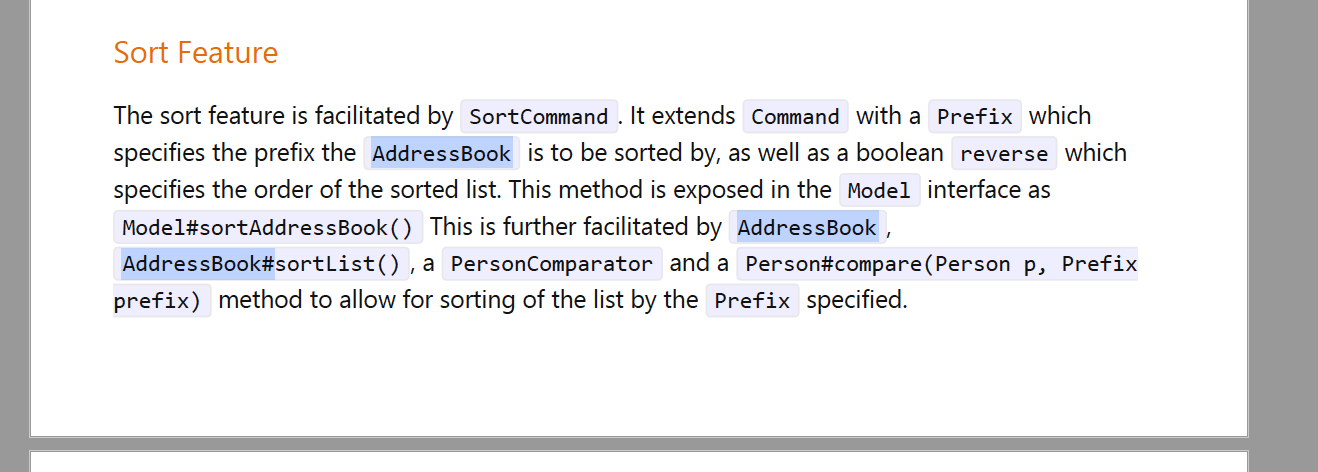 Sort Feature
The sort feature is facilitated by SortCommand. It extends Command with a Prefix which
specifies the prefix the AddressBook is to be sorted by, as well as a boolean reverse which
specifies the order of the sorted list. This method is exposed in the Model interface as
Model#sortAddressBook() This is further facilitated by AddressBook,
AddressBook#sortList(), a PersonComparator and a Person#compare(Person p, Prefix
prefix) method to allow for sorting of the list by the Prefix specified.